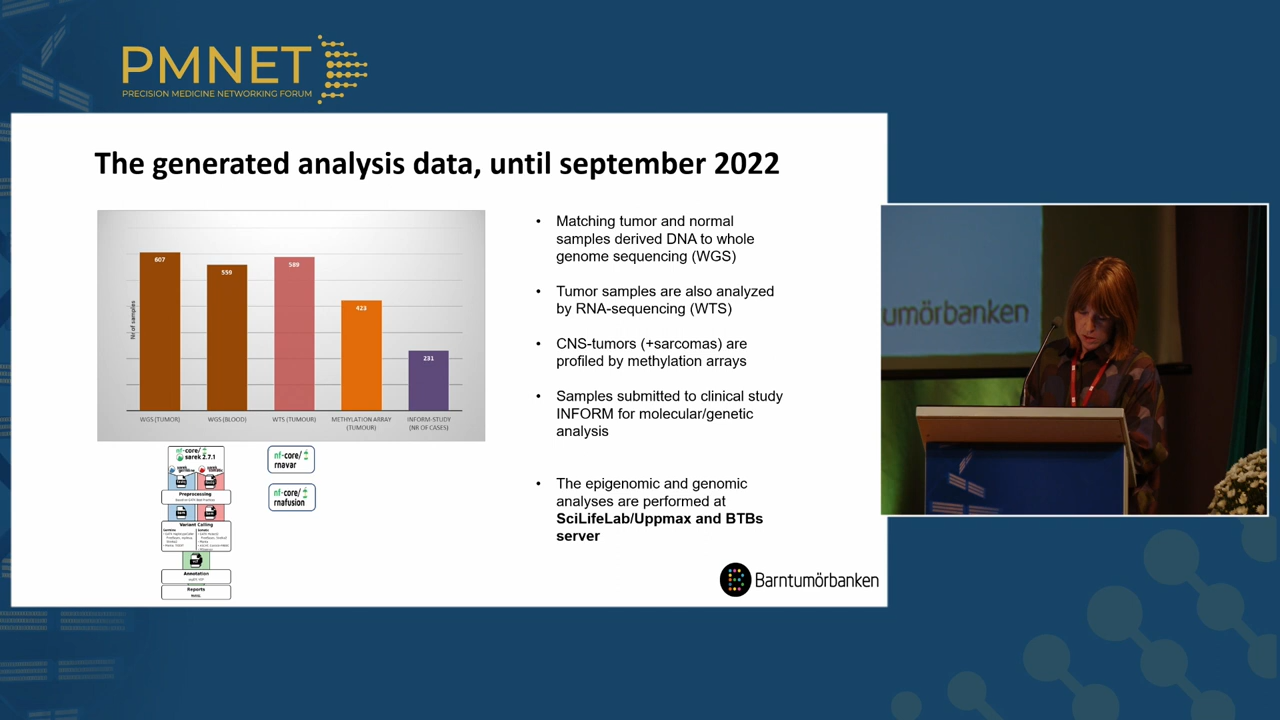 PMNET
PRECISION MEDICINE NETWORKING FORUM
The generated analysis data, until september 2022
Nr of samples
607
559
589
423
231
WGS (TUMOR)
WGS (BLOOD)
WTS (TUMOUR)
METHYLATION ARRAY
(TUMOUR)
INFORM-STUDY
(NR OF CASES)
nf-core/
sarek 2.7.1
Preprocessing
Variant Calling
Annotation
Reports
nf-core/
rnavar
nf-core/
rnafusion
• Matching tumor and normal
samples derived DNA to whole
genome sequencing (WGS)
• Tumor samples are also analyzed
by RNA-sequencing (WTS)
• CNS-tumors (+sarcomas) are
profiled by methylation arrays
• Samples submitted to clinical study
INFORM for molecular/genetic
analysis
• The epigenomic and genomic
analyses are performed at
SciLifeLab/Uppmax and BTBs
server
Barntumörbanken
umörbanken